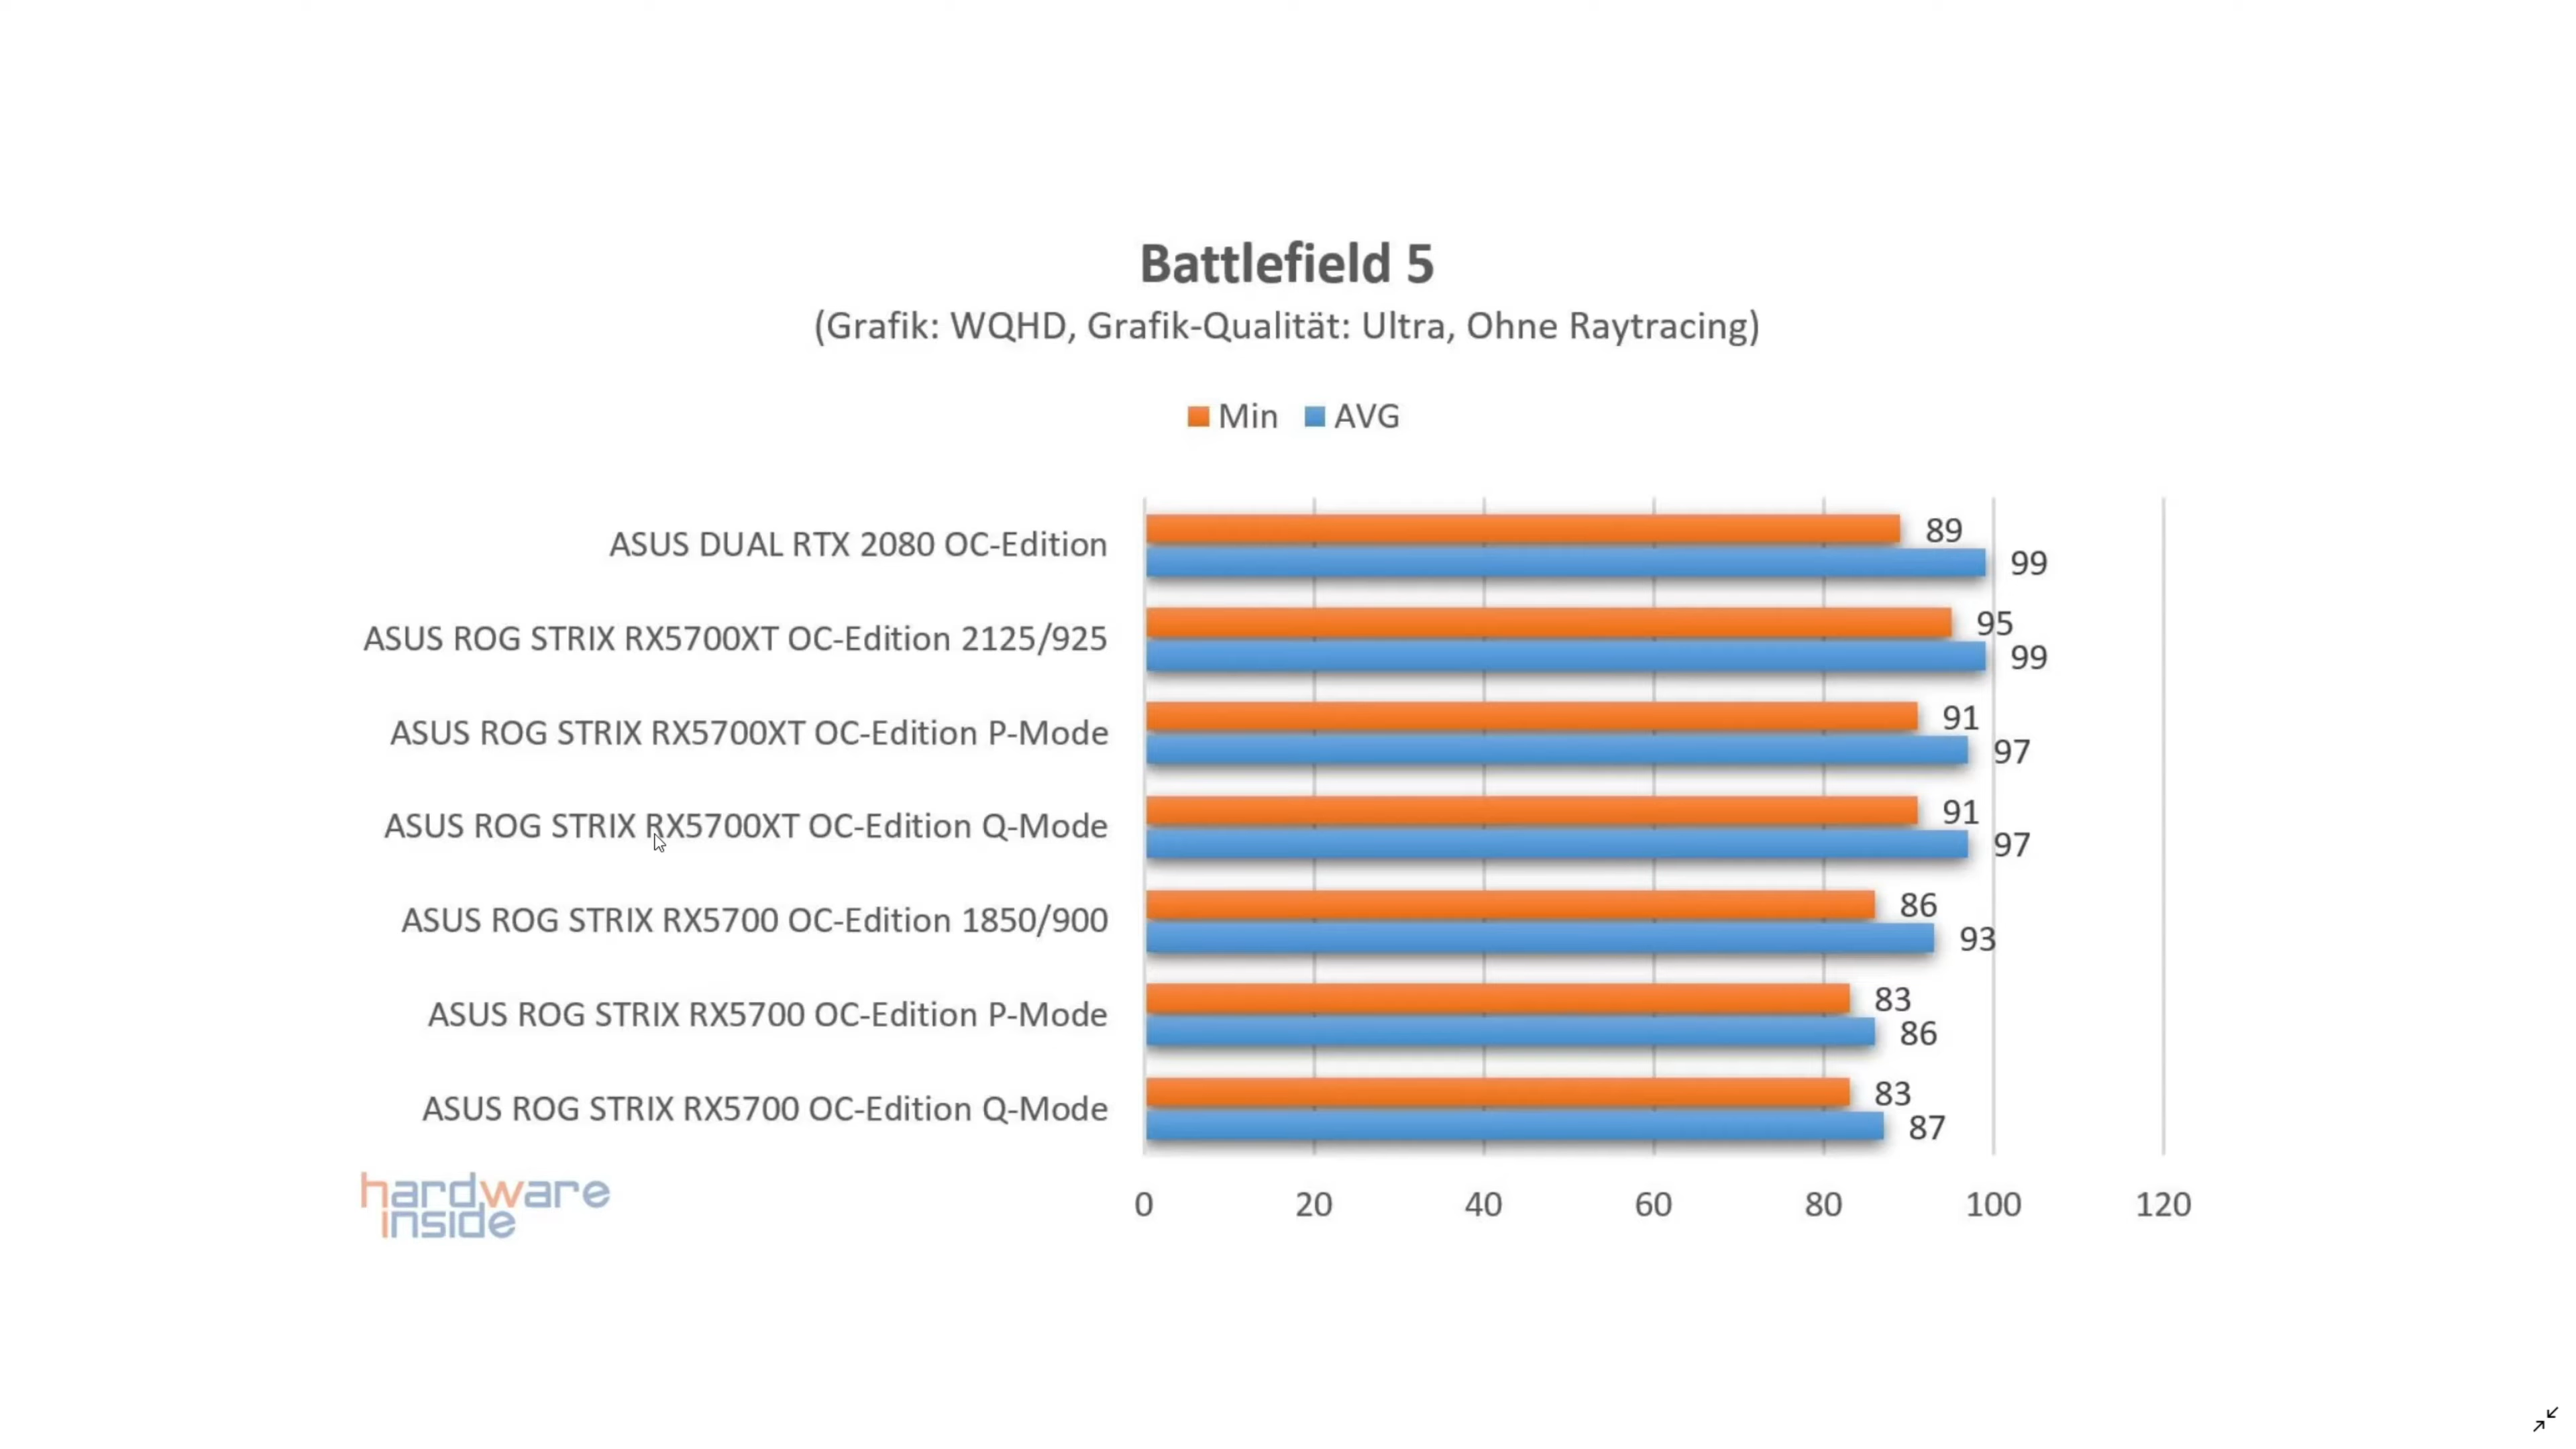 Battlefield 5
(Grafik: WQHD, Grafik-Qualität: Ultra, Ohne Raytracing)
Min AVG
ASUS DUAL RTX 2080 OC-Edition 89 99
ASUS ROG STRIX RX5700XT OC-Edition 2125/925 95 99
ASUS ROG STRIX RX5700XT OC-Edition P-Mode 91 97
ASUS ROG STRIX RX5700XT OC-Edition Q-Mode 91 97
ASUS ROG STRIX RX5700 OC-Edition 1850/900 86 93
ASUS ROG STRIX RX5700 OC-Edition P-Mode 83 86
ASUS ROG STRIX RX5700 OC-Edition Q-Mode 83 87
0 20 40 60 80 100 120
hardware
inside